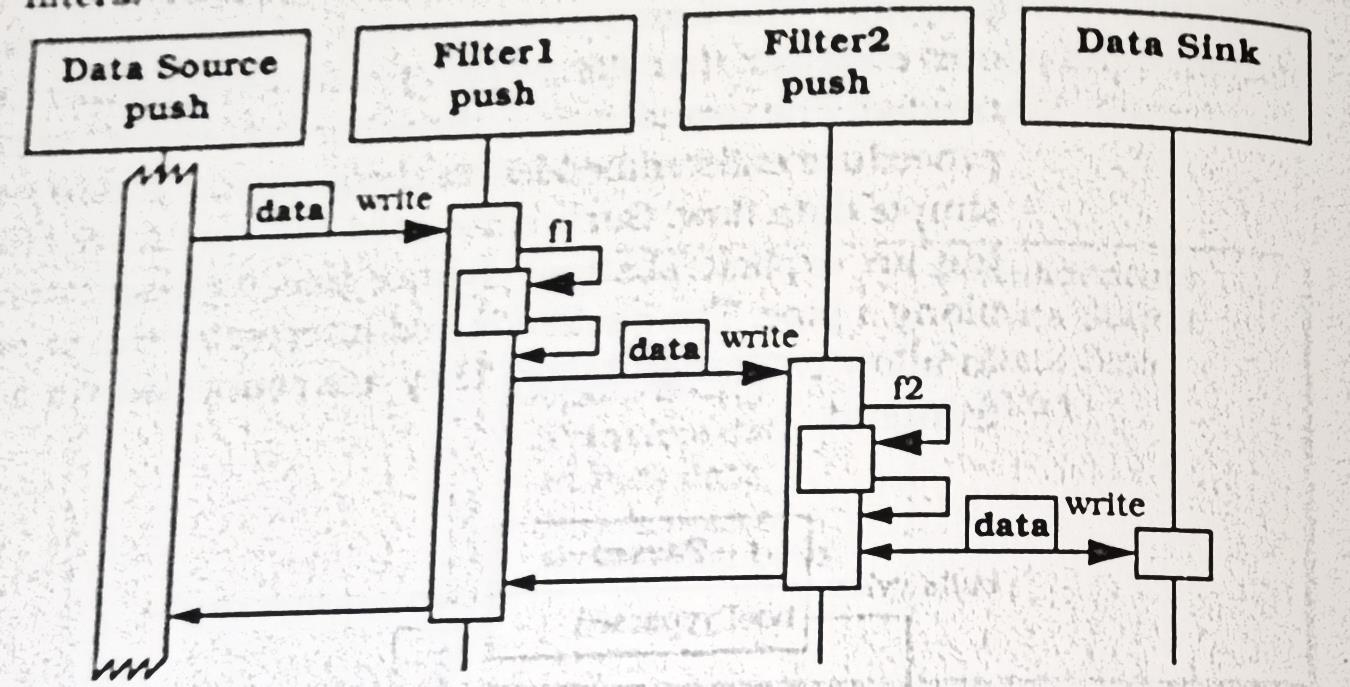 Data Source
push
Filter1
push
Filter2
push
Data Sink
data
write
f1
data
write
f2
data
write